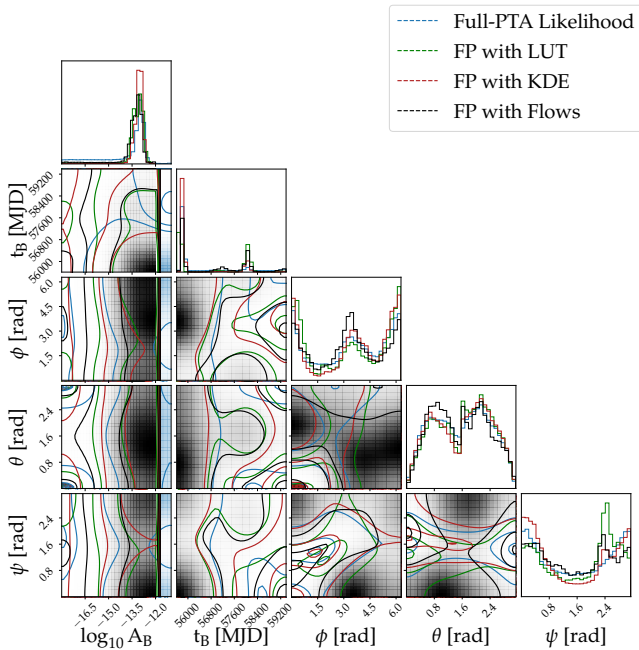 Full-PTA Likelihood
FP with LUT
FP with KDE
FP with Flows
t_B [MJD]
59200
58400
57600
56800
56000
ϕ [rad]
6.0
4.5
3.0
1.5
θ [rad]
2.4
1.6
0.8
ψ [rad]
2.4
1.6
0.8
−16.5
−15.0
−13.5
−12.0
log₁₀ A_B
56000
56800
57600
58400
59200
t_B [MJD]
1.5
3.0
4.5
6.0
ϕ [rad]
0.8
1.6
2.4
θ [rad]
0.8
1.6
2.4
ψ [rad]